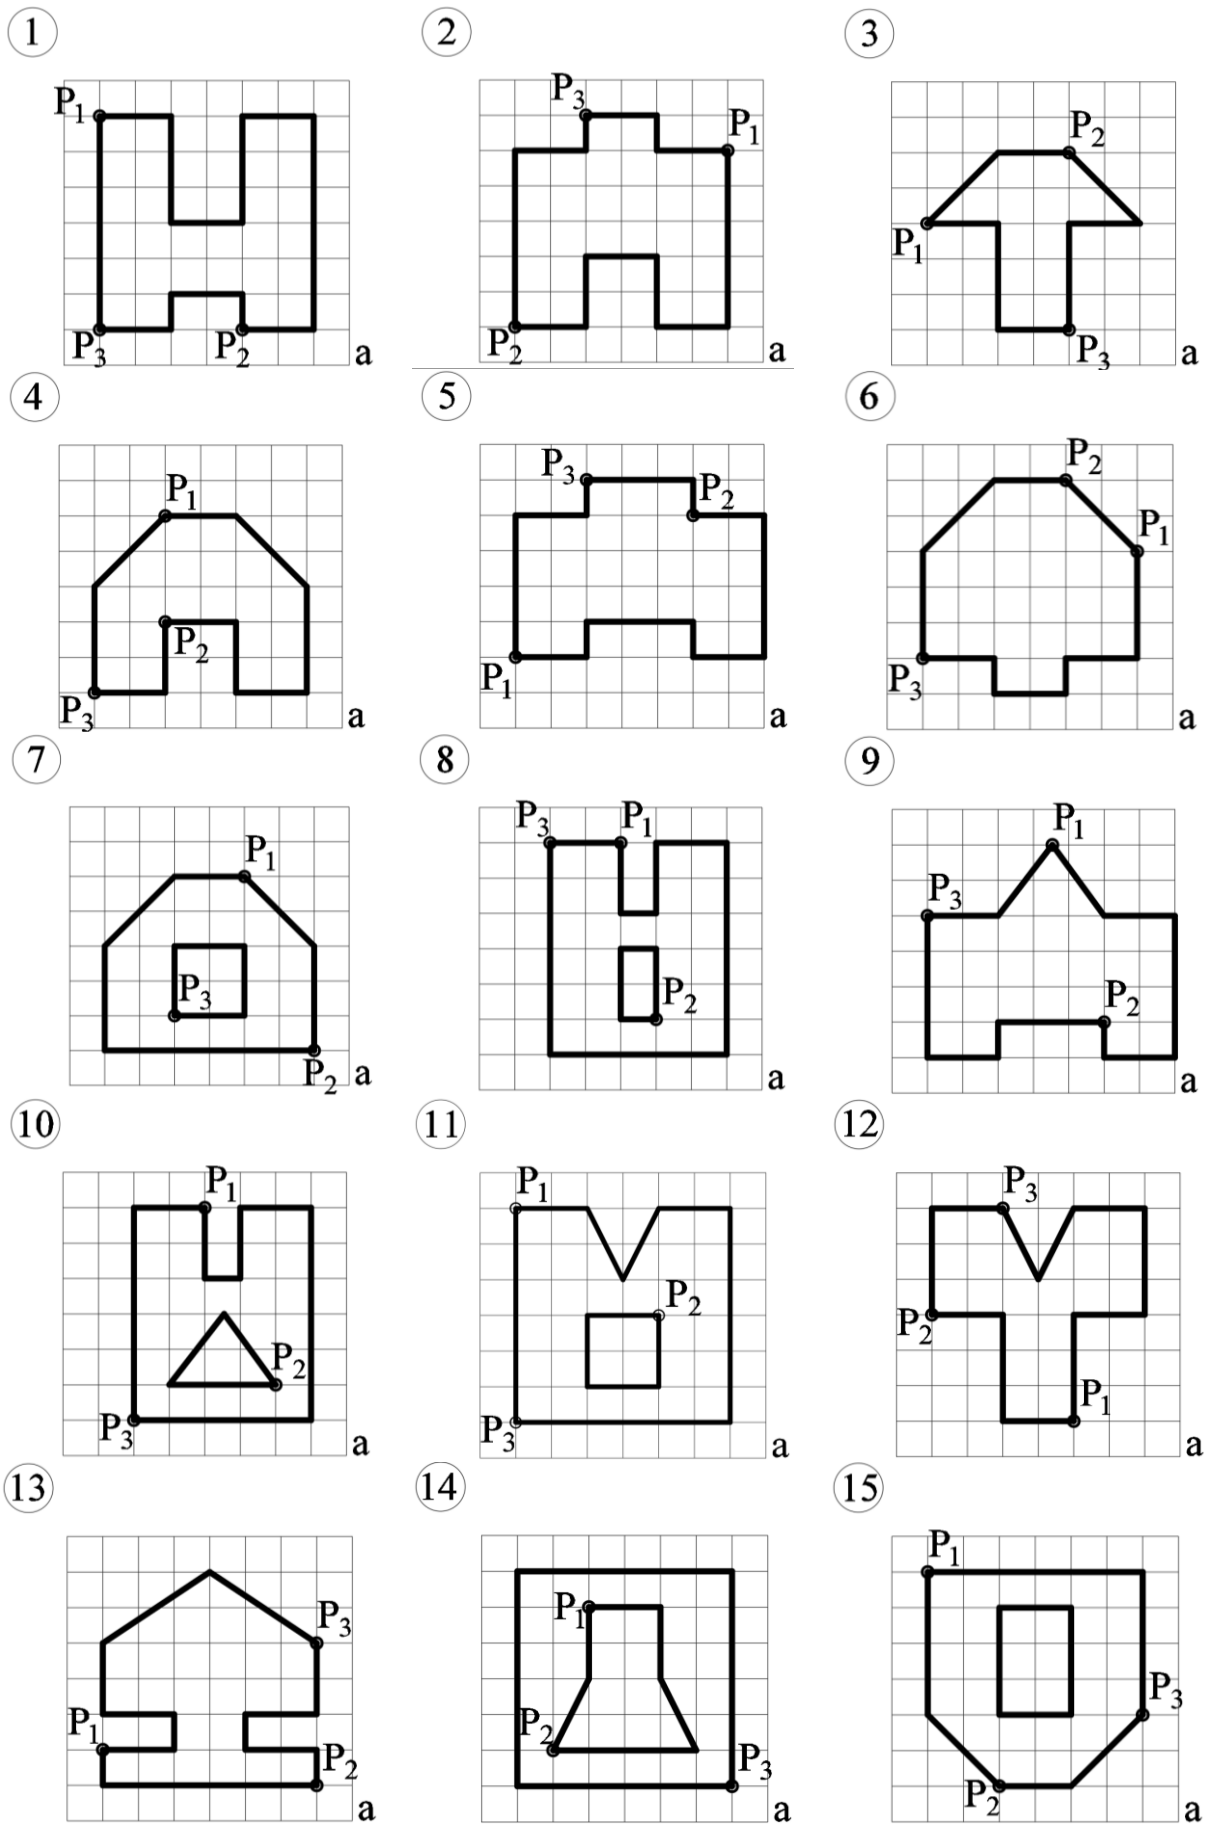 1 2 3
P1 P3 P1 P2
P3 P2 a P2 a P1 P3 a
4 5 6
P1 P3 P2 P2 P1
P2
P3 a P1 a P3 a
7 8 9
P1 P3 P1 P1
P3
P3 P2 P2
P2 a a a
10 11 12
P1 P1 P3
P2 P2 P2
P3 a P3 a P1 a
13 14 15
P3 P1 P1
P1 P2 P3
P2 P3 P2
a a a